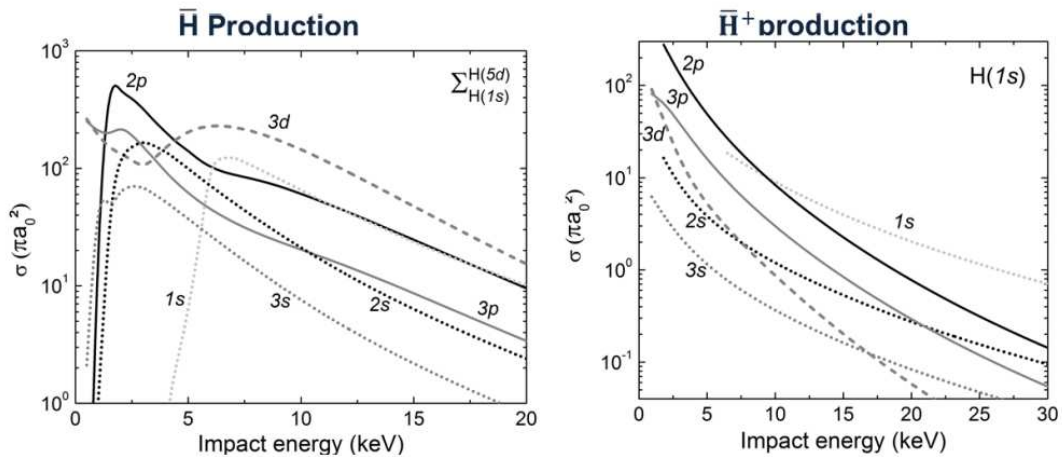 H̅ Production
10³
10²
10¹
10⁰
σ (πa₀²)
2p
3d
1s
3s
2s
3p
Σ H(5d) H(1s)
0 5 10 15 20
Impact energy (keV)
H̅⁺ production
10²
10¹
10⁰
10⁻¹
σ (πa₀²)
2p
3p
3d
2s
3s
1s
H(1s)
0 5 10 15 20 25 30
Impact energy (keV)